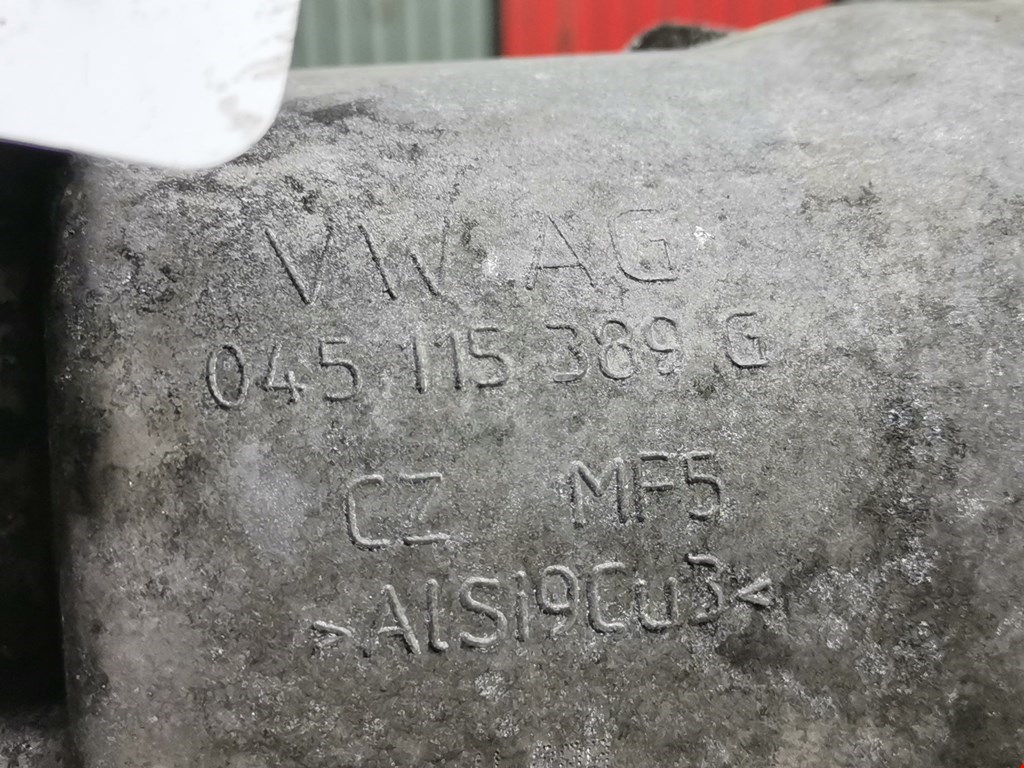 VW AG
045 115 389 G
CZ MF5
>AlSi9Cu3<